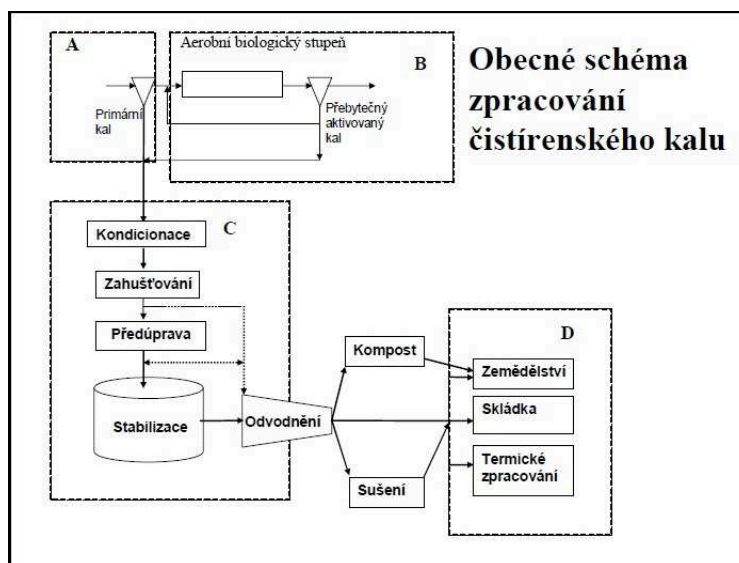 A
Aerobní biologický stupeň
B
Obecné schéma
zpracování
čistírenského kalu
Primární
kal
Přebytečný
aktivovaný
kal
C
Kondicionace
Zahušťování
Předúprava
Stabilizace
Odvodnění
Kompost
Sušení
D
Zemědělství
Skládka
Termické
zpracování